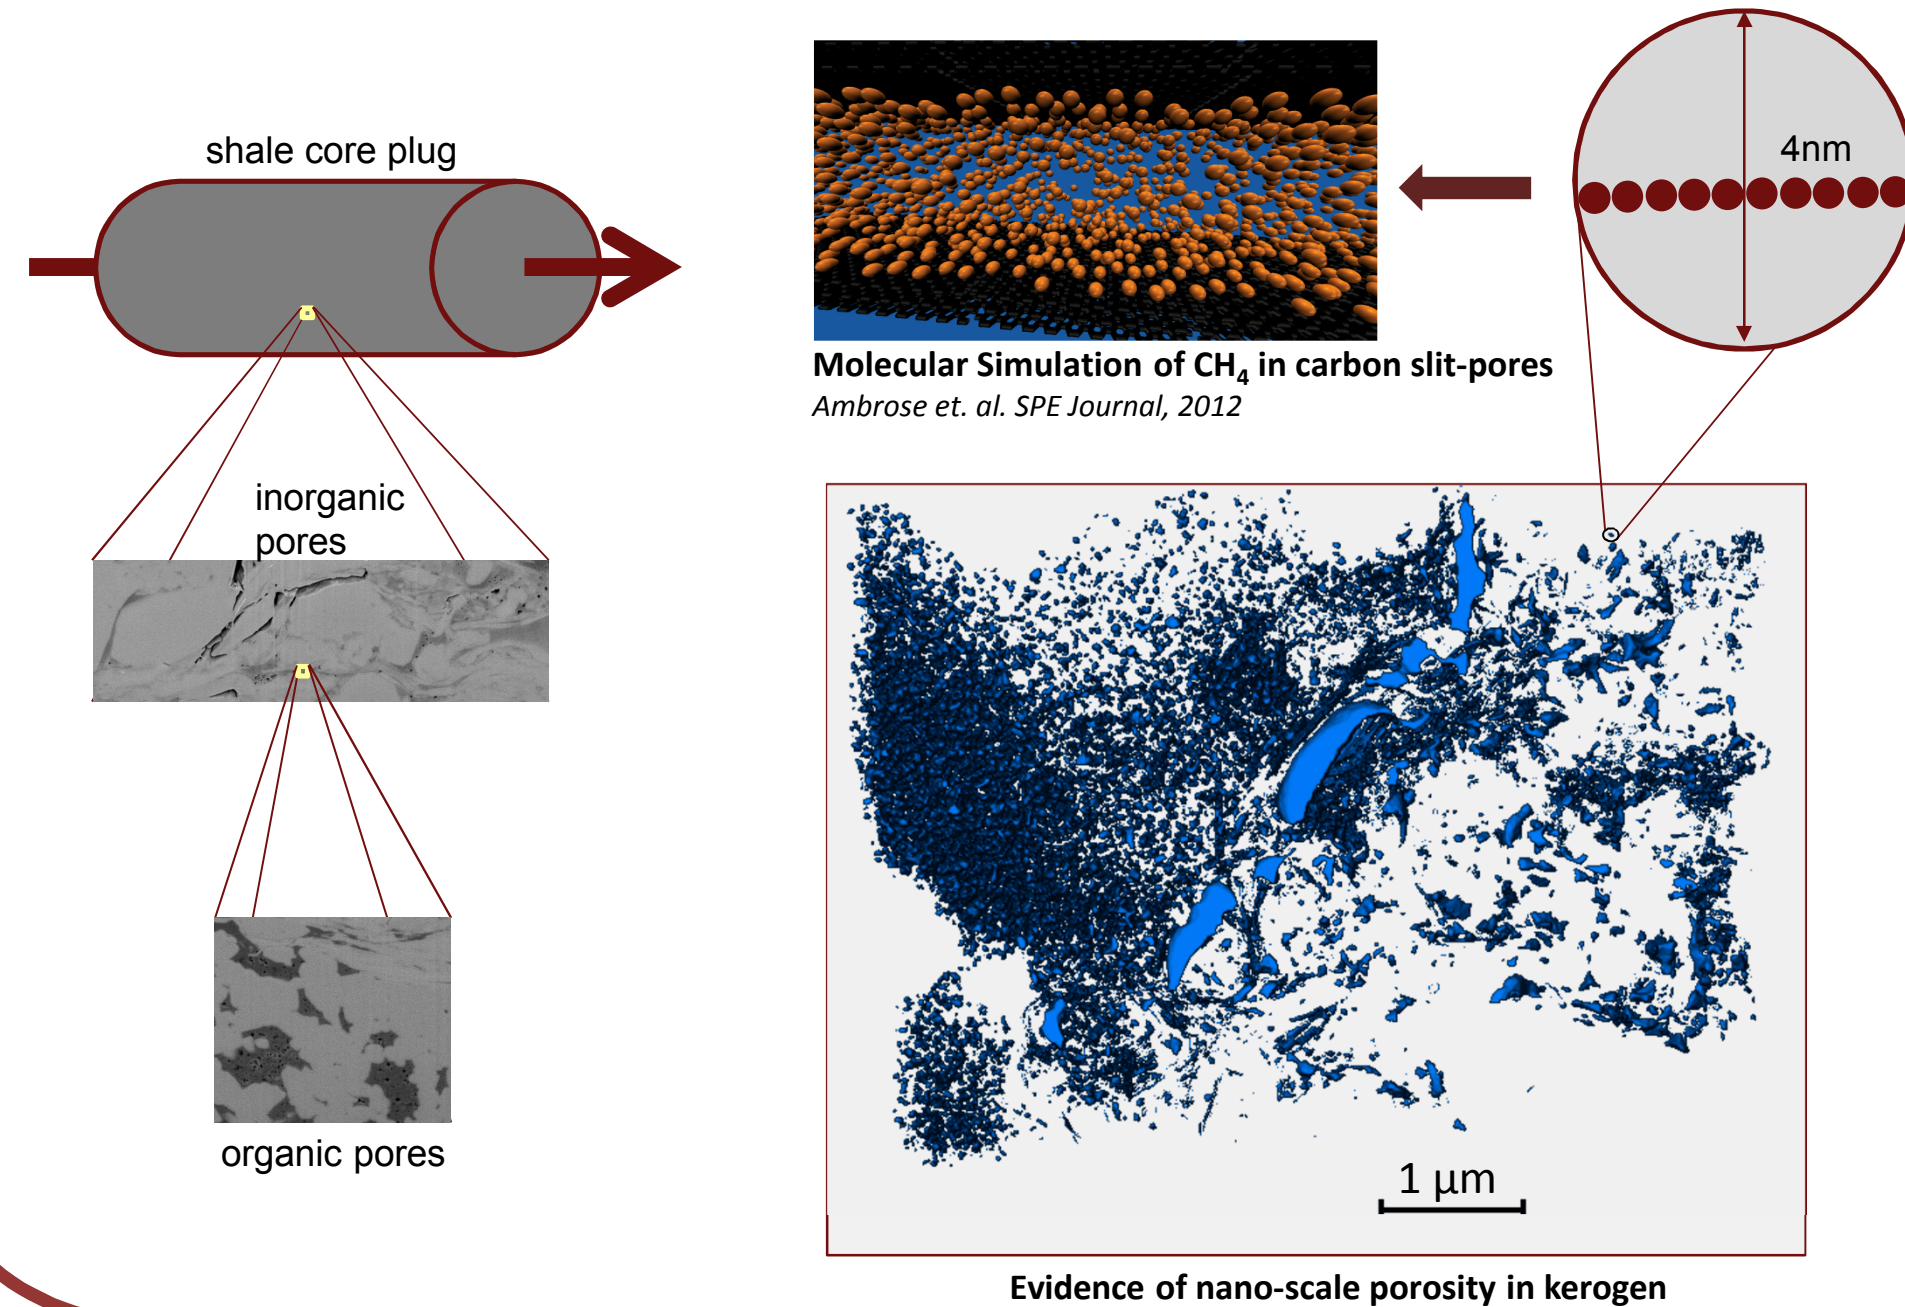 shale core plug
inorganic
pores
organic pores
4nm
Molecular Simulation of CH₄ in carbon slit-pores
Ambrose et. al. SPE Journal, 2012
1 μm
Evidence of nano-scale porosity in kerogen